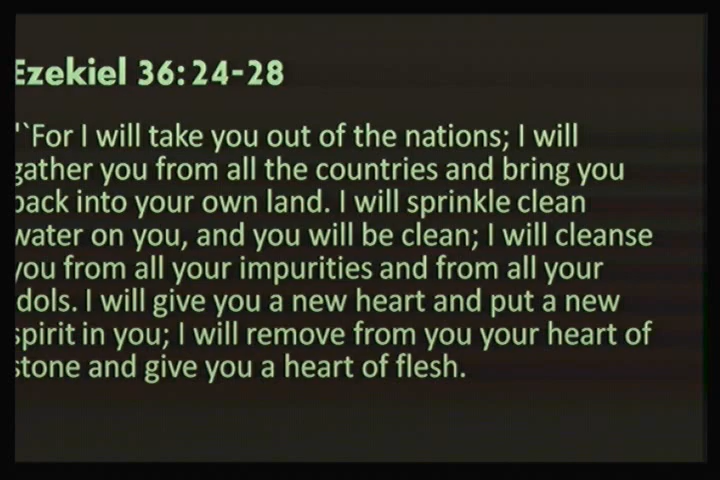 Ezekiel 36:24-28
"`For I will take you out of the nations; I will
gather you from all the countries and bring you
back into your own land. I will sprinkle clean
water on you, and you will be clean; I will cleanse
you from all your impurities and from all your
idols. I will give you a new heart and put a new
spirit in you; I will remove from you your heart of
stone and give you a heart of flesh.